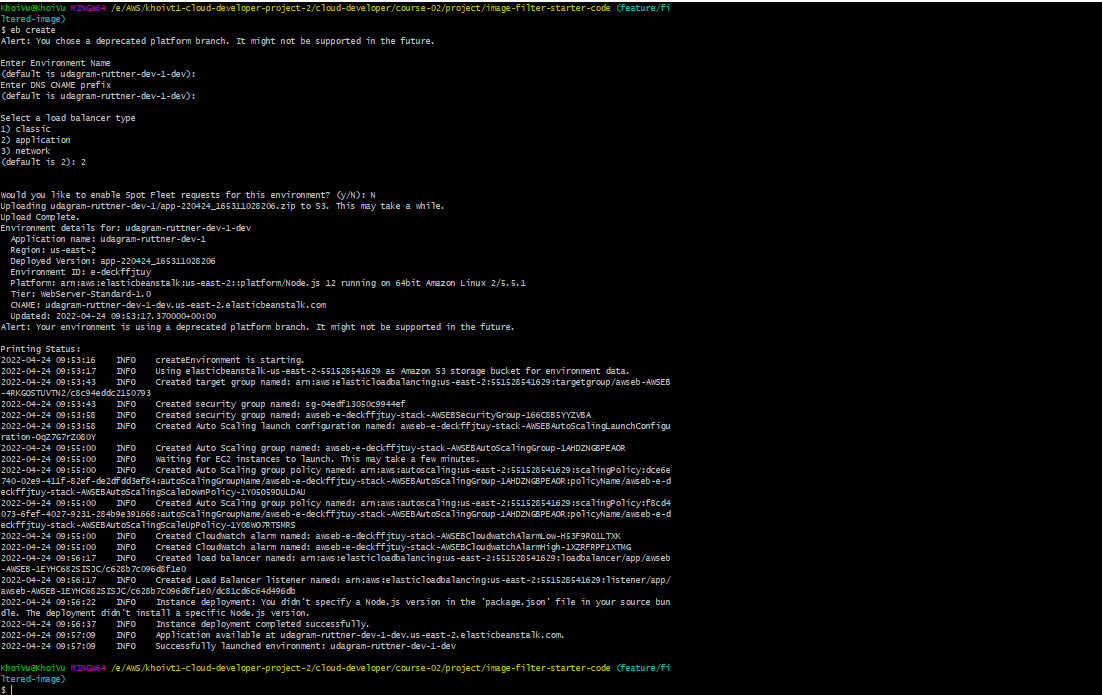 KhoiVu@KhoiVu MINGW64 /e/AWS/khoivt1-cloud-developer-project-2/cloud-developer/course-02/project/image-filter-starter-code (feature/fi
ltered-image)
$ eb create
Alert: You chose a deprecated platform branch. It might not be supported in the future.
Enter Environment Name
(default is udagram-ruttner-dev-1-dev):
Enter DNS CNAME prefix
(default is udagram-ruttner-dev-1-dev):
Select a load balancer type
1) classic
2) application
3) network
(default is 2): 2
Would you like to enable Spot Fleet requests for this environment? (y/N): N
Uploading udagram-ruttner-dev-1/app-220424_165311028206.zip to S3. This may take a while.
Upload Complete.
Environment details for: udagram-ruttner-dev-1-dev
  Application name: udagram-ruttner-dev-1
  Region: us-east-2
  Deployed Version: app-220424_165311028206
  Environment ID: e-deckffjtuy
  Platform: arn:aws:elasticbeanstalk:us-east-2::platform/Node.js 12 running on 64bit Amazon Linux 2/5.5.1
  Tier: WebServer-Standard-1.0
  CNAME: udagram-ruttner-dev-1-dev.us-east-2.elasticbeanstalk.com
  Updated: 2022-04-24 09:53:17.370000+00:00
Alert: Your environment is using a deprecated platform branch. It might not be supported in the future.
Printing Status:
2022-04-24 09:53:16    INFO    createEnvironment is starting.
2022-04-24 09:53:17    INFO    Using elasticbeanstalk-us-east-2-551528541629 as Amazon S3 storage bucket for environment data.
2022-04-24 09:53:43    INFO    Created target group named: arn:aws:elasticloadbalancing:us-east-2:551528541629:targetgroup/awseb-AWSEB
-4RKGOSTUVTN2/c8c94eddc2150793
2022-04-24 09:53:43    INFO    Created security group named: sg-04edf13050c9944ef
2022-04-24 09:53:58    INFO    Created security group named: awseb-e-deckffjtuy-stack-AWSEBSecurityGroup-166C8B5YYZVBA
2022-04-24 09:53:58    INFO    Created Auto Scaling launch configuration named: awseb-e-deckffjtuy-stack-AWSEBAutoScalingLaunchConfigu
ration-OqZ7G7rZO80Y
2022-04-24 09:55:00    INFO    Created Auto Scaling group named: awseb-e-deckffjtuy-stack-AWSEBAutoScalingGroup-1AHDZNGBPEAOR
2022-04-24 09:55:00    INFO    Waiting for EC2 instances to launch. This may take a few minutes.
2022-04-24 09:55:00    INFO    Created Auto Scaling group policy named: arn:aws:autoscaling:us-east-2:551528541629:scalingPolicy:dce6e
740-02e9-411f-82ef-de2dfdd3ef84:autoScalingGroupName/awseb-e-deckffjtuy-stack-AWSEBAutoScalingGroup-1AHDZNGBPEAOR:policyName/awseb-e-d
eckffjtuy-stack-AWSEBAutoScalingScaleDownPolicy-1Y05O59DULDAU
2022-04-24 09:55:00    INFO    Created Auto Scaling group policy named: arn:aws:autoscaling:us-east-2:551528541629:scalingPolicy:f8cd4
073-6fef-4027-9231-284b9e391668:autoScalingGroupName/awseb-e-deckffjtuy-stack-AWSEBAutoScalingGroup-1AHDZNGBPEAOR:policyName/awseb-e-d
eckffjtuy-stack-AWSEBAutoScalingScaleUpPolicy-1YO8WO7RTSMRS
2022-04-24 09:55:00    INFO    Created CloudWatch alarm named: awseb-e-deckffjtuy-stack-AWSEBCloudwatchAlarmLow-H53F9RO1LTXK
2022-04-24 09:55:00    INFO    Created CloudWatch alarm named: awseb-e-deckffjtuy-stack-AWSEBCloudwatchAlarmHigh-1XZRFRPF1XTMG
2022-04-24 09:56:17    INFO    Created load balancer named: arn:aws:elasticloadbalancing:us-east-2:551528541629:loadbalancer/app/awseb
-AWSEB-1EYHC682SISJC/c628b7c096d8f1e0
2022-04-24 09:56:17    INFO    Created Load Balancer listener named: arn:aws:elasticloadbalancing:us-east-2:551528541629:listener/app/
awseb-AWSEB-1EYHC682SISJC/c628b7c096d8f1e0/dc81cd6c64d496db
2022-04-24 09:56:22    INFO    Instance deployment: You didn't specify a Node.js version in the 'package.json' file in your source bun
dle. The deployment didn't install a specific Node.js version.
2022-04-24 09:56:37    INFO    Instance deployment completed successfully.
2022-04-24 09:57:09    INFO    Application available at udagram-ruttner-dev-1-dev.us-east-2.elasticbeanstalk.com.
2022-04-24 09:57:09    INFO    Successfully launched environment: udagram-ruttner-dev-1-dev
KhoiVu@KhoiVu MINGW64 /e/AWS/khoivt1-cloud-developer-project-2/cloud-developer/course-02/project/image-filter-starter-code (feature/fi
ltered-image)
$